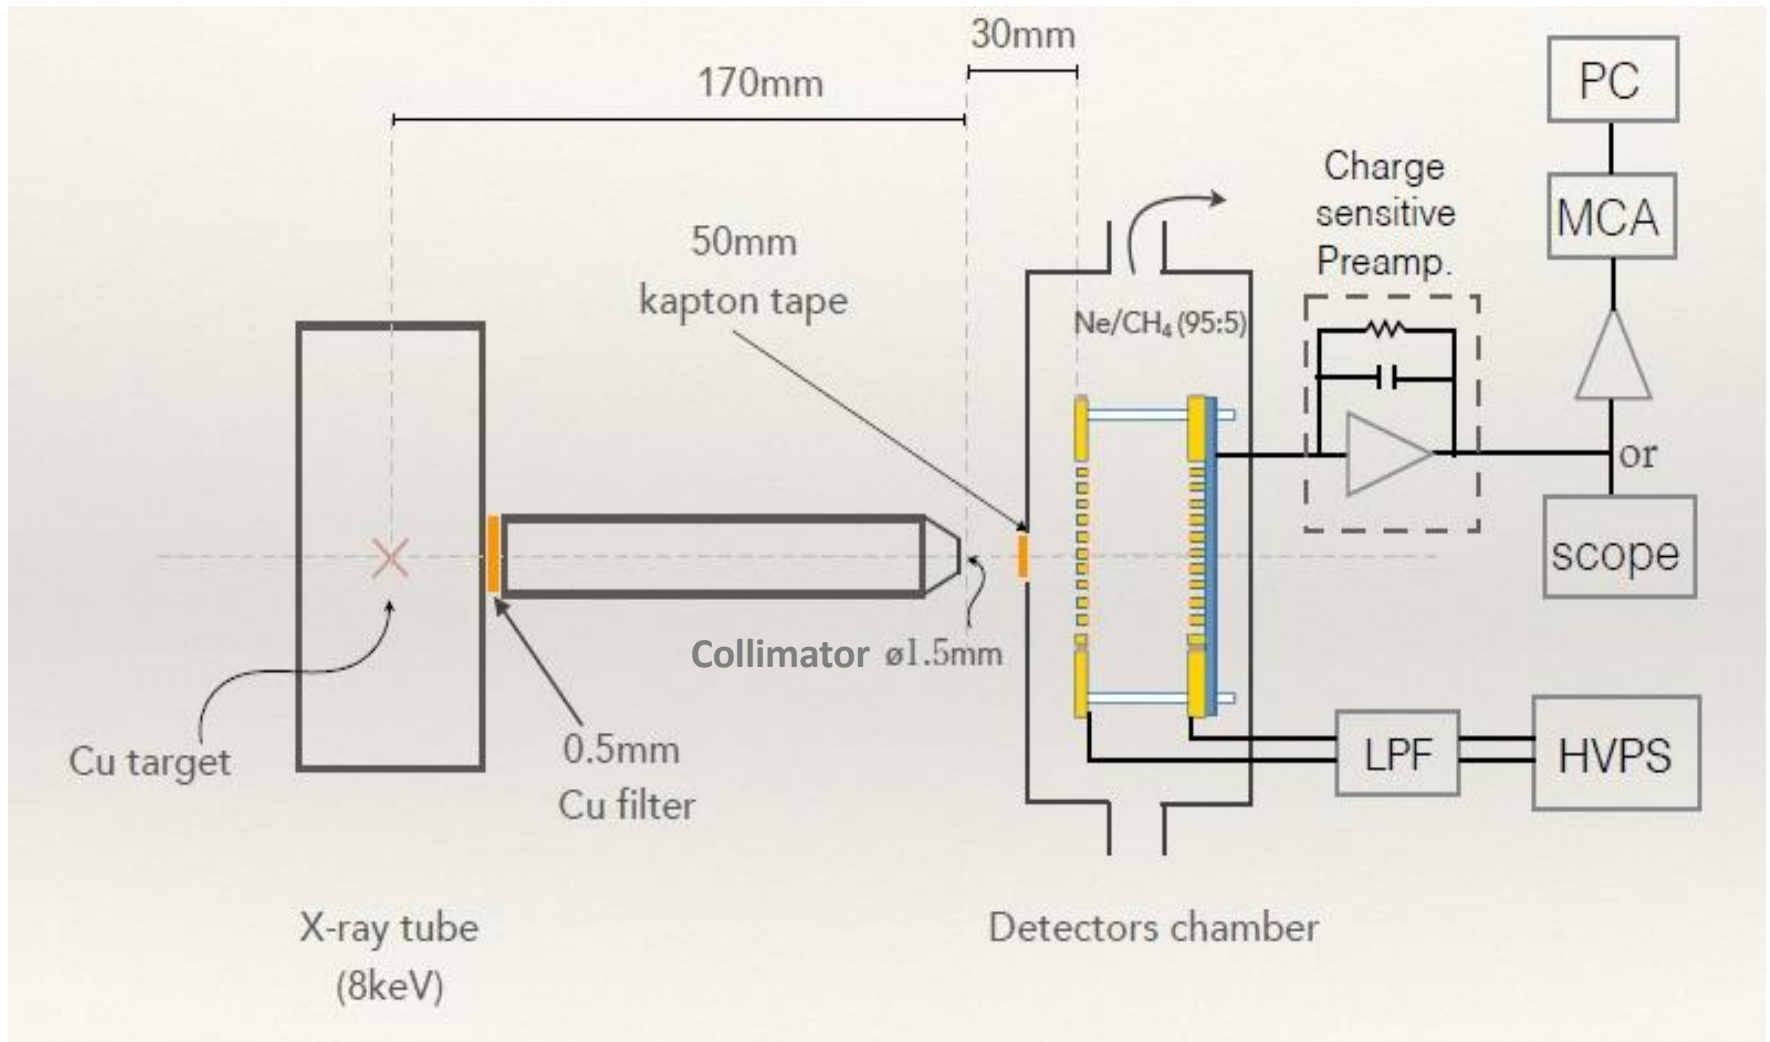 30mm
170mm
PC
Charge
sensitive
Preamp.
MCA
50mm
kapton tape
Ne/CH₄ (95:5)
or
scope
Collimator ø1.5mm
Cu target
0.5mm
Cu filter
LPF
HVPS
X-ray tube
(8keV)
Detectors chamber